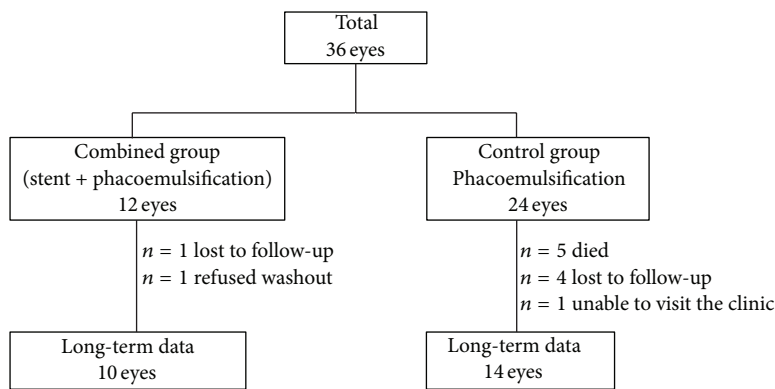 Total
36 eyes
Combined group
(stent + phacoemulsification)
12 eyes
Control group
Phacoemulsification
24 eyes
n = 1 lost to follow-up
n = 1 refused washout
n = 5 died
n = 4 lost to follow-up
n = 1 unable to visit the clinic
Long-term data
10 eyes
Long-term data
14 eyes